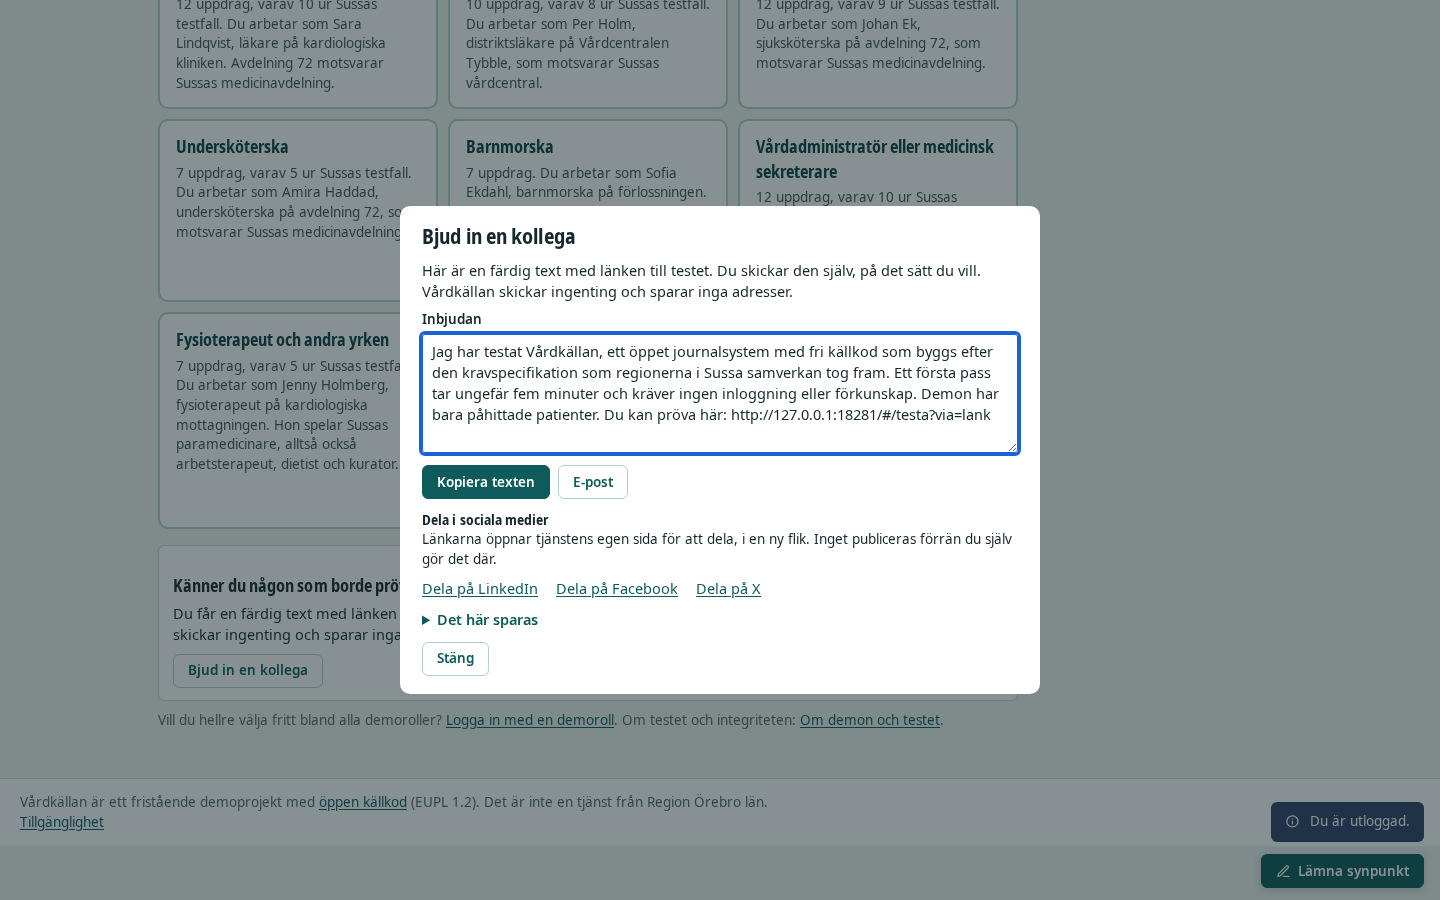 12 uppdrag, varav 10 ur Sussas
testfall. Du arbetar som Sara
Lindqvist, läkare på kardiologiska
kliniken. Avdelning 72 motsvarar
Sussas medicinavdelning.
10 uppdrag, varav 8 ur Sussas testfall.
Du arbetar som Per Holm,
distriktsläkare på Vårdcentralen
Tybble, som motsvarar Sussas
vårdcentral.
12 uppdrag, varav 9 ur Sussas testfall.
Du arbetar som Johan Ek,
sjuksköterska på avdelning 72, som
motsvarar Sussas medicinavdelning.
Undersköterska
7 uppdrag, varav 5 ur Sussas testfall.
Du arbetar som Amira Haddad,
undersköterska på avdelning 72, so
motsvarar Sussas medicinavdelning
Barnmorska
7 uppdrag. Du arbetar som Sofia
Ekdahl, barnmorska på förlossningen.
Vårdadministratör eller medicinsk
sekreterare
12 uppdrag, varav 10 ur Sussas
Fysioterapeut och andra yrken
7 uppdrag, varav 5 ur Sussas testfa
Du arbetar som Jenny Holmberg,
fysioterapeut på kardiologiska
mottagningen. Hon spelar Sussas
paramedicinare, alltså också
arbetsterapeut, dietist och kurator.
Känner du någon som borde prö
Du får en färdig text med länken
skickar ingenting och sparar inga
Bjud in en kollega
Bjud in en kollega
Här är en färdig text med länken till testet. Du skickar den själv, på det sätt du vill.
Vårdkällan skickar ingenting och sparar inga adresser.
Inbjudan
Jag har testat Vårdkällan, ett öppet journalsystem med fri källkod som byggs efter
den kravspecifikation som regionerna i Sussa samverkan tog fram. Ett första pass
tar ungefär fem minuter och kräver ingen inloggning eller förkunskap. Demon har
bara påhittade patienter. Du kan pröva här: http://127.0.0.1:18281/#/testa?via=lank
Kopiera texten
E-post
Dela i sociala medier
Länkarna öppnar tjänstens egen sida för att dela, i en ny flik. Inget publiceras förrän du själv
gör det där.
Dela på LinkedIn Dela på Facebook Dela på X
Det här sparas
Stäng
Vill du hellre välja fritt bland alla demoroller? Logga in med en demoroll. Om testet och integriteten: Om demon och testet.
Vårdkällan är ett fristående demoprojekt med öppen källkod (EUPL 1.2). Det är inte en tjänst från Region Örebro län.
Tillgänglighet
Du är utloggad.
Lämna synpunkt